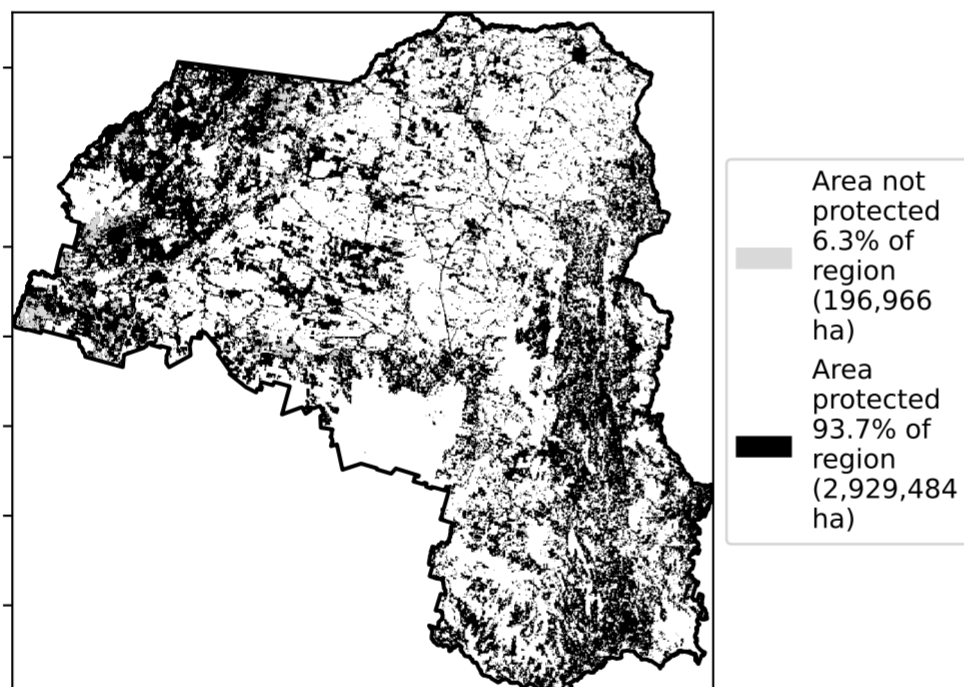 Area not
protected
6.3% of
region
(196,966
ha)
Area
protected
93.7% of
region
(2,929,484
ha)